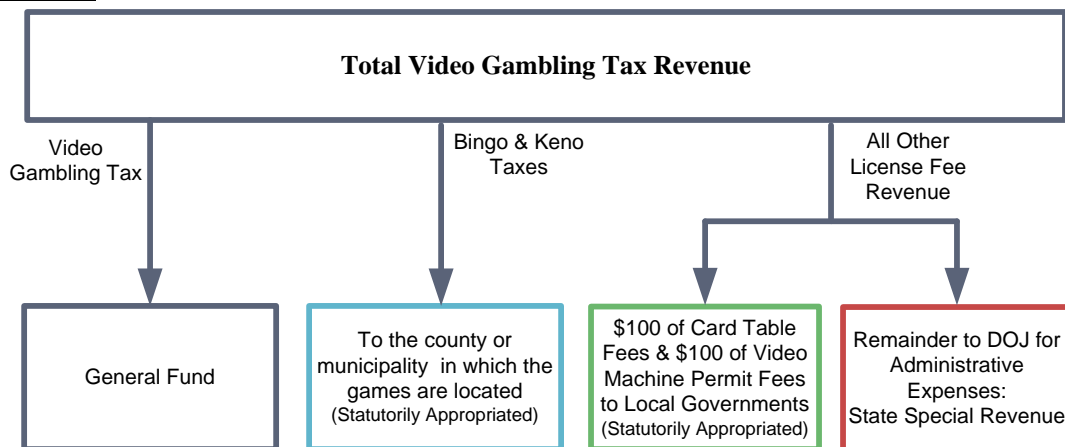 Total Video Gambling Tax Revenue
Video
Gambling Tax
Bingo & Keno
Taxes
All Other
License Fee
Revenue
General Fund
To the county or
municipality in which the
games are located
(Statutorily Appropriated)
$100 of Card Table
Fees & $100 of Video
Machine Permit Fees
to Local Governments
(Statutorily Appropriated)
Remainder to DOJ for
Administrative
Expenses:
State Special Revenue